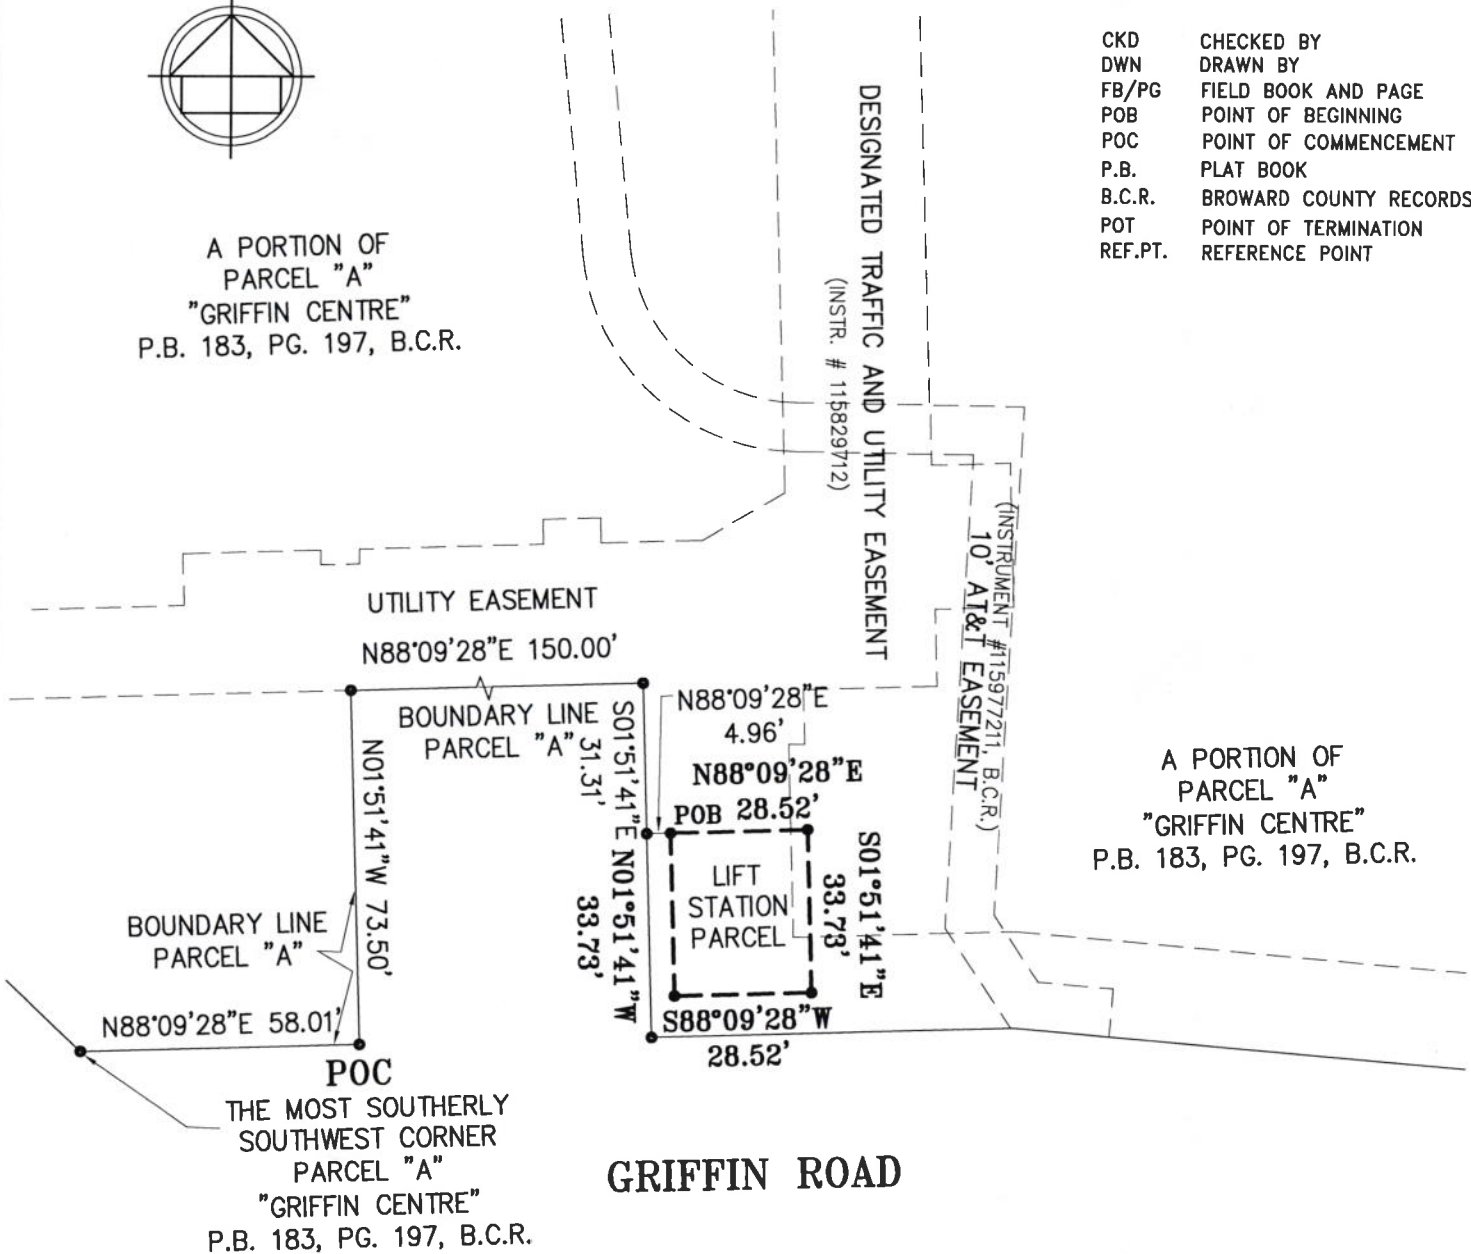 CKD CHECKED BY
DWN DRAWN BY
FB/PG FIELD BOOK AND PAGE
POB POINT OF BEGINNING
POC POINT OF COMMENCEMENT
P.B. PLAT BOOK
B.C.R. BROWARD COUNTY RECORDS
POT POINT OF TERMINATION
REF.PT. REFERENCE POINT
A PORTION OF
PARCEL "A"
"GRIFFIN CENTRE"
P.B. 183, PG. 197, B.C.R.
DESIGNATED TRAFFIC AND UTILITY EASEMENT
(INSTR. # 115829712)
(INSTRUMENT #115977211, B.C.R.)
10' AT&T EASEMENT
UTILITY EASEMENT
N88°09'28"E 150.00'
BOUNDARY LINE
PARCEL "A"
S01°51'41"E
31.31'
N88°09'28"E
4.96'
N88°09'28"E
28.52'
POB
LIFT
STATION
PARCEL
S01°51'41"E
33.73'
N01°51'41"W
33.73'
S88°09'28"W
28.52'
N01°51'41"W 73.50'
BOUNDARY LINE
PARCEL "A"
N88°09'28"E 58.01'
POC
THE MOST SOUTHERLY
SOUTHWEST CORNER
PARCEL "A"
"GRIFFIN CENTRE"
P.B. 183, PG. 197, B.C.R.
A PORTION OF
PARCEL "A"
"GRIFFIN CENTRE"
P.B. 183, PG. 197, B.C.R.
GRIFFIN ROAD